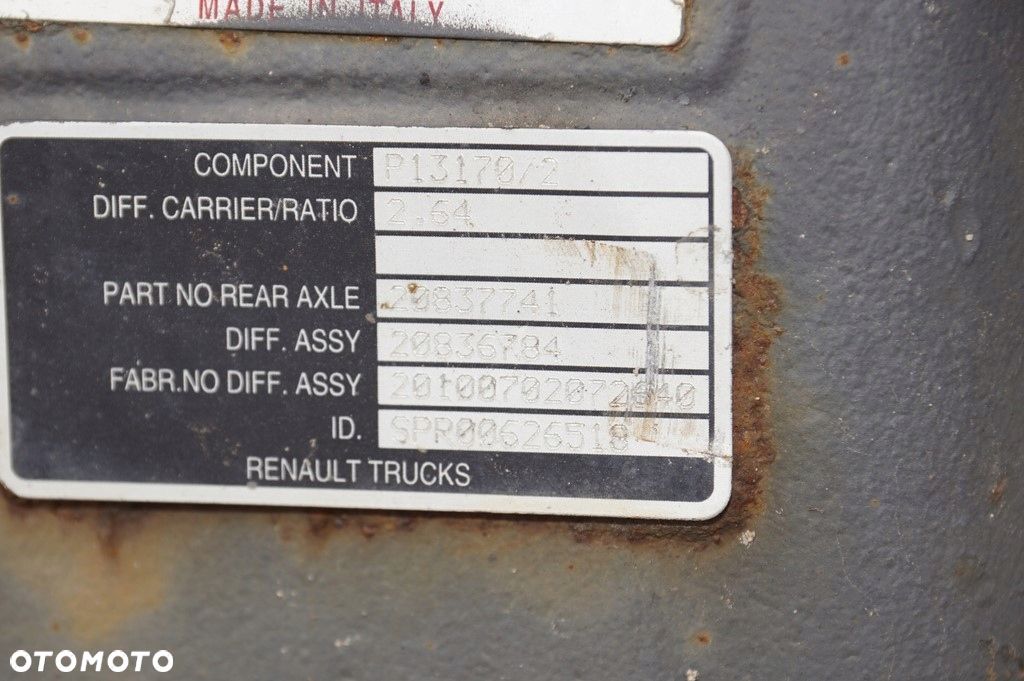 MADE IN ITALY
COMPONENT P13170/2
DIFF. CARRIER/RATIO 2.64
PART NO REAR AXLE 20837741
DIFF. ASSY 20836784
FABR.NO DIFF. ASSY
ID. SPR00626518
RENAULT TRUCKS
OTOMOTO